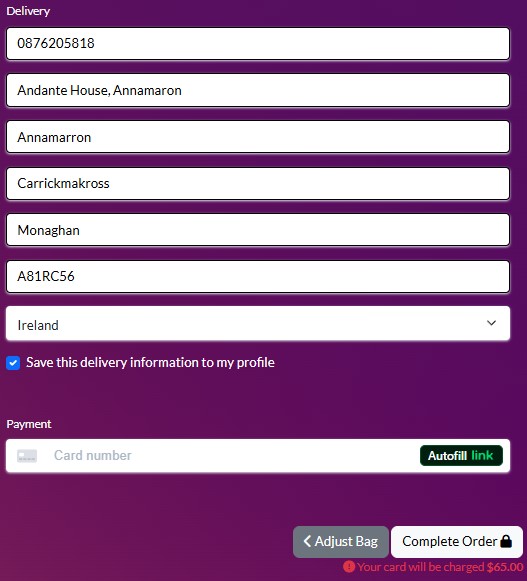 Delivery
0876205818
Andante House, Annamaron
Annamarron
Carrickmakross
Monaghan
A81RC56
Ireland
Save this delivery information to my profile
Payment
Card number Autofill link
Adjust Bag Complete Order
Your card will be charged $65.00